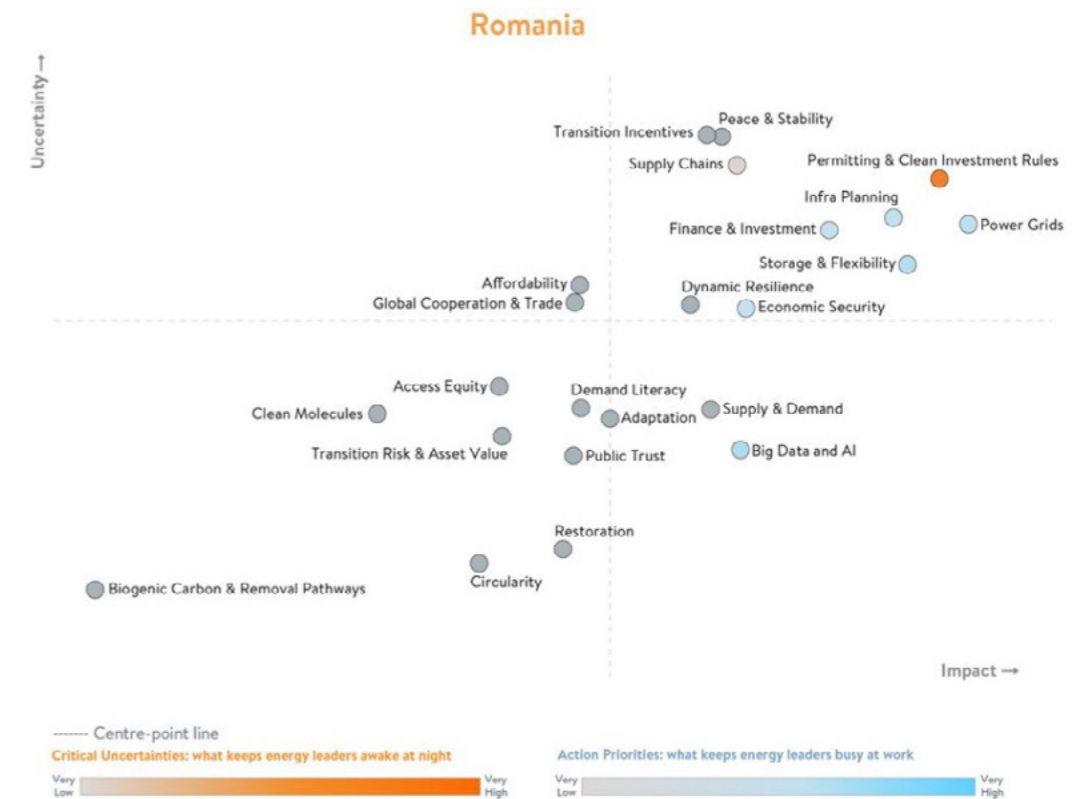 Romania
Uncertainty →
Peace & Stability
Transition Incentives
Supply Chains
Permitting & Clean Investment Rules
Infra Planning
Power Grids
Finance & Investment
Storage & Flexibility
Affordability
Dynamic Resilience
Global Cooperation & Trade
Economic Security
Access Equity
Demand Literacy
Clean Molecules
Supply & Demand
Adaptation
Transition Risk & Asset Value
Public Trust
Big Data and AI
Restoration
Circularity
Biogenic Carbon & Removal Pathways
Impact →
------- Centre-point line
Critical Uncertainties: what keeps energy leaders awake at night
Very Low
Very High
Action Priorities: what keeps energy leaders busy at work
Very Low
Very High